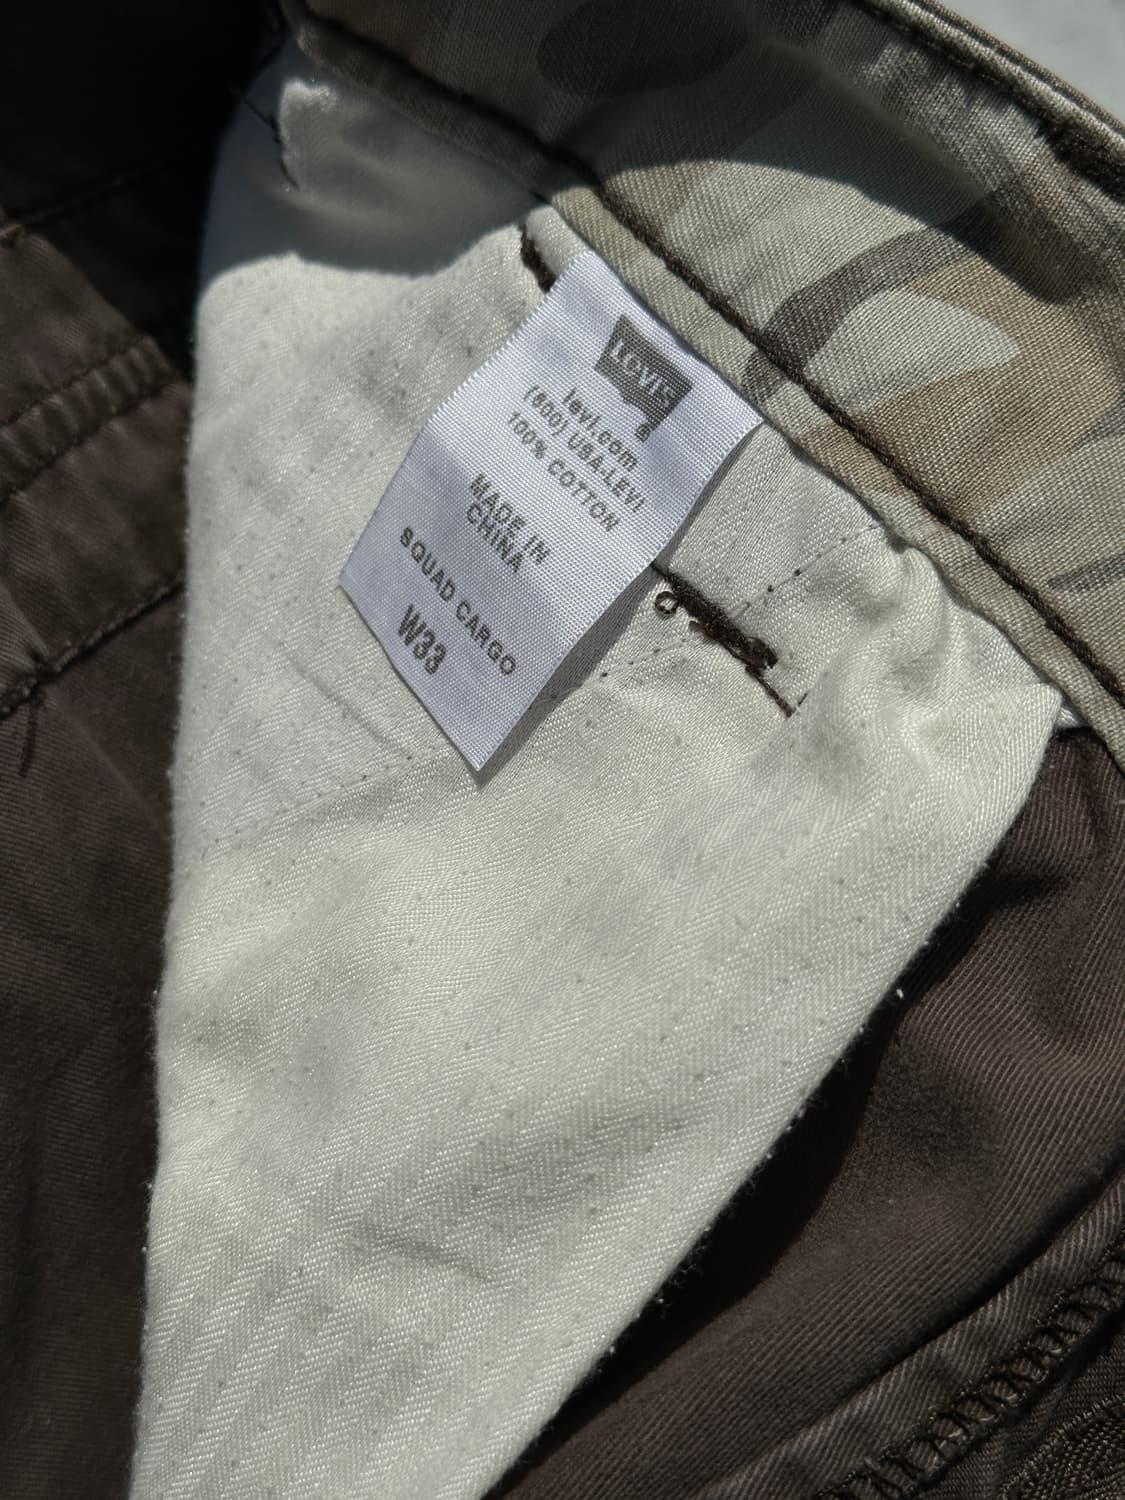 LEVI'S
levi.com
(800) USA-LEVI
100% COTTON
MADE IN
CHINA
SQUAD CARGO
W33